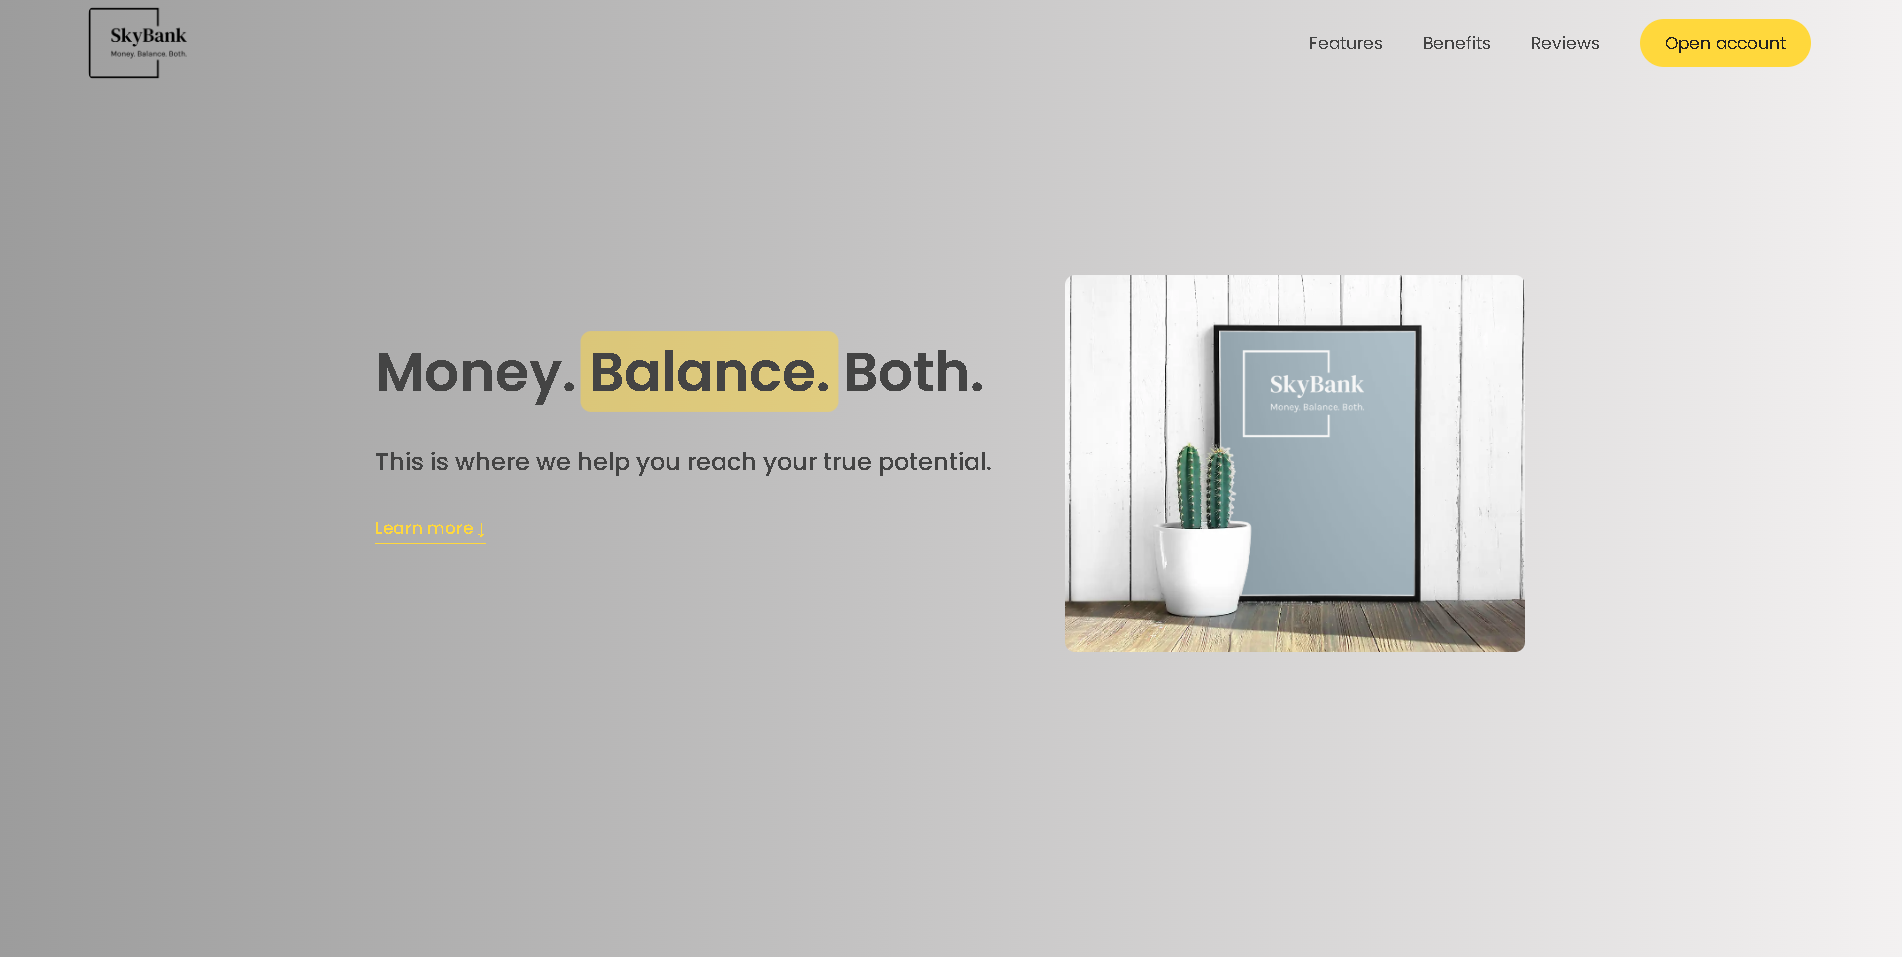 SkyBank
Money. Balance. Both.
Features Benefits Reviews Open account
Money. Balance. Both.
This is where we help you reach your true potential.
Learn more ↓
SkyBank
Money. Balance. Both.